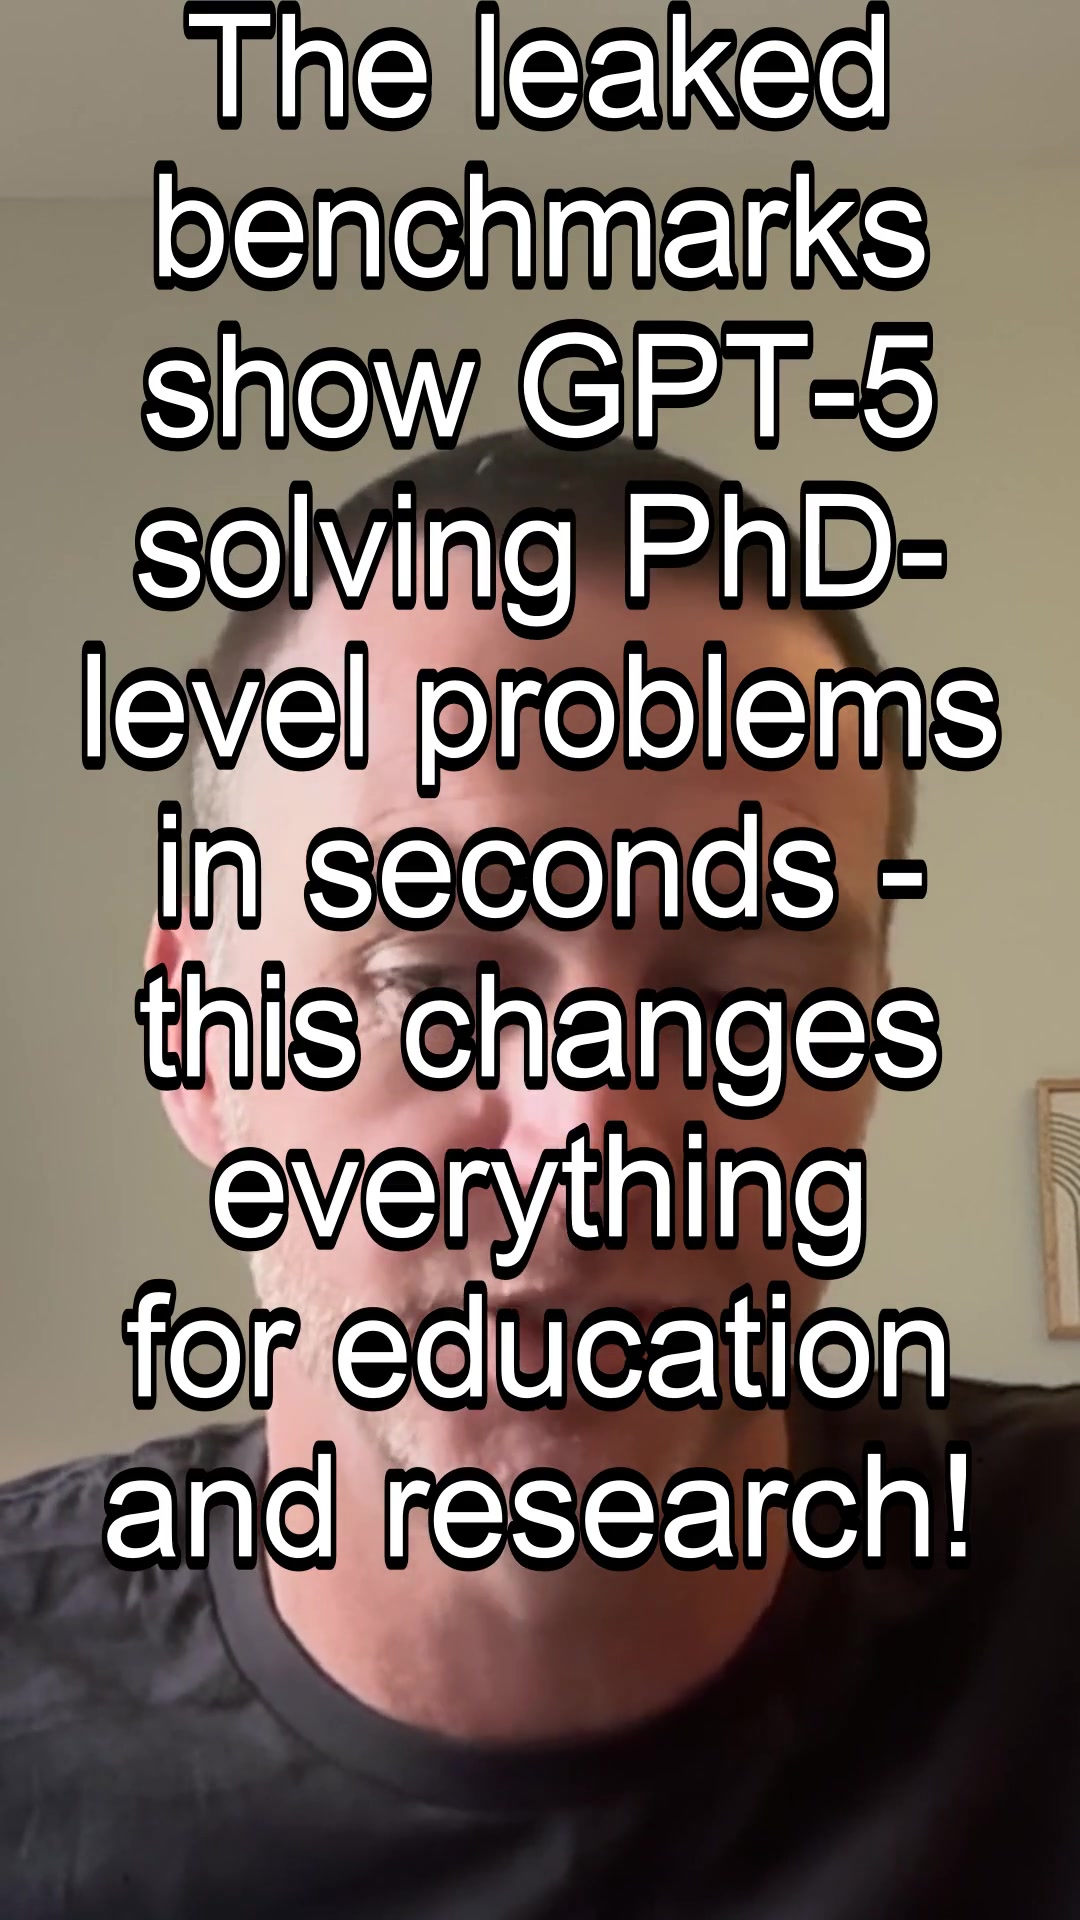 The leaked
benchmarks
show GPT-5
solving PhD-
level problems
in seconds -
this changes
everything
for education
and research!